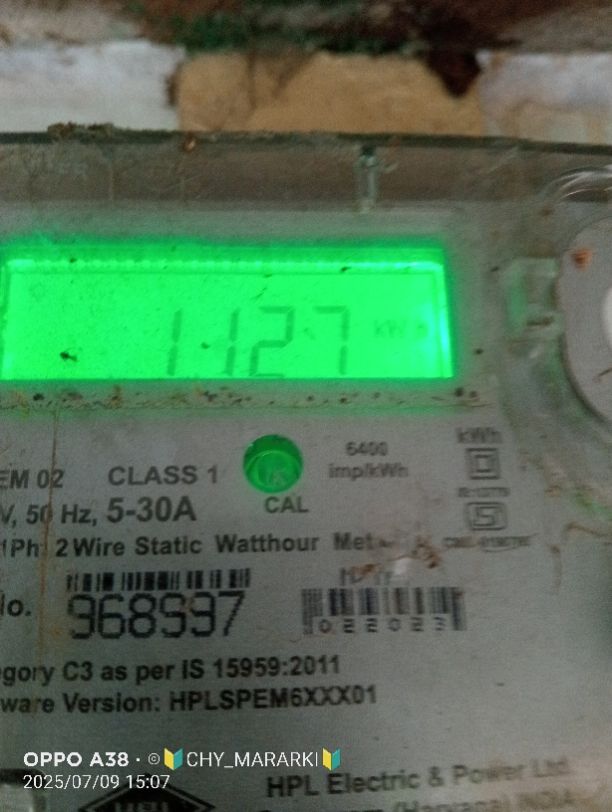 1127
kWh
6400
imp/kWh
kWh
EM 02 CLASS 1
V, 50 Hz, 5-30A
CAL
1Ph 2 Wire Static Watthour
No.
968997
022023
gory C3 as per IS 15959:2011
ware Version: HPLSPEM6XXX01
HPL Electric & Power Ltd.
OPPO A38 · ©🔰CHY_MARARKI🔰
2025/07/09 15:07